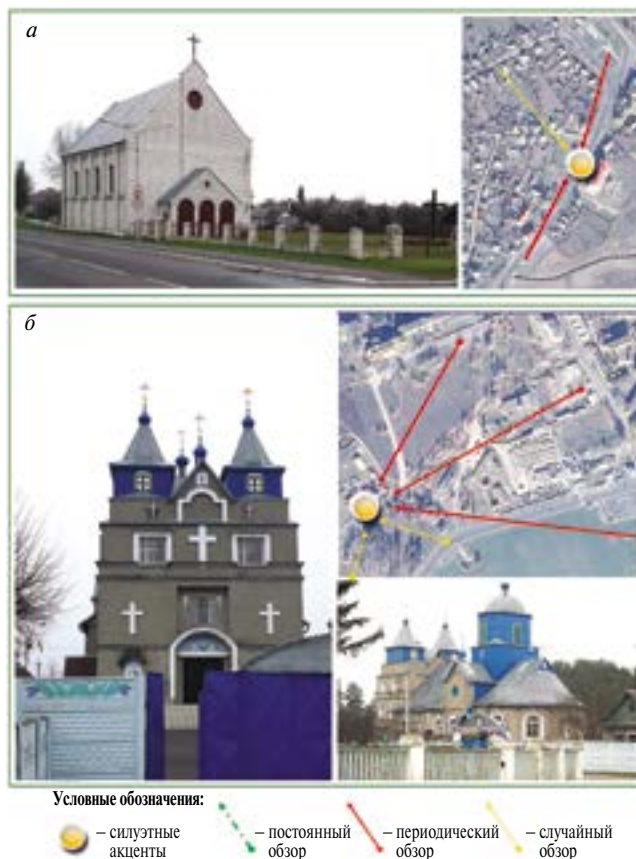 а
б
Условные обозначения:
– силуэтные акценты
– постоянный обзор
– периодический обзор
– случайный обзор